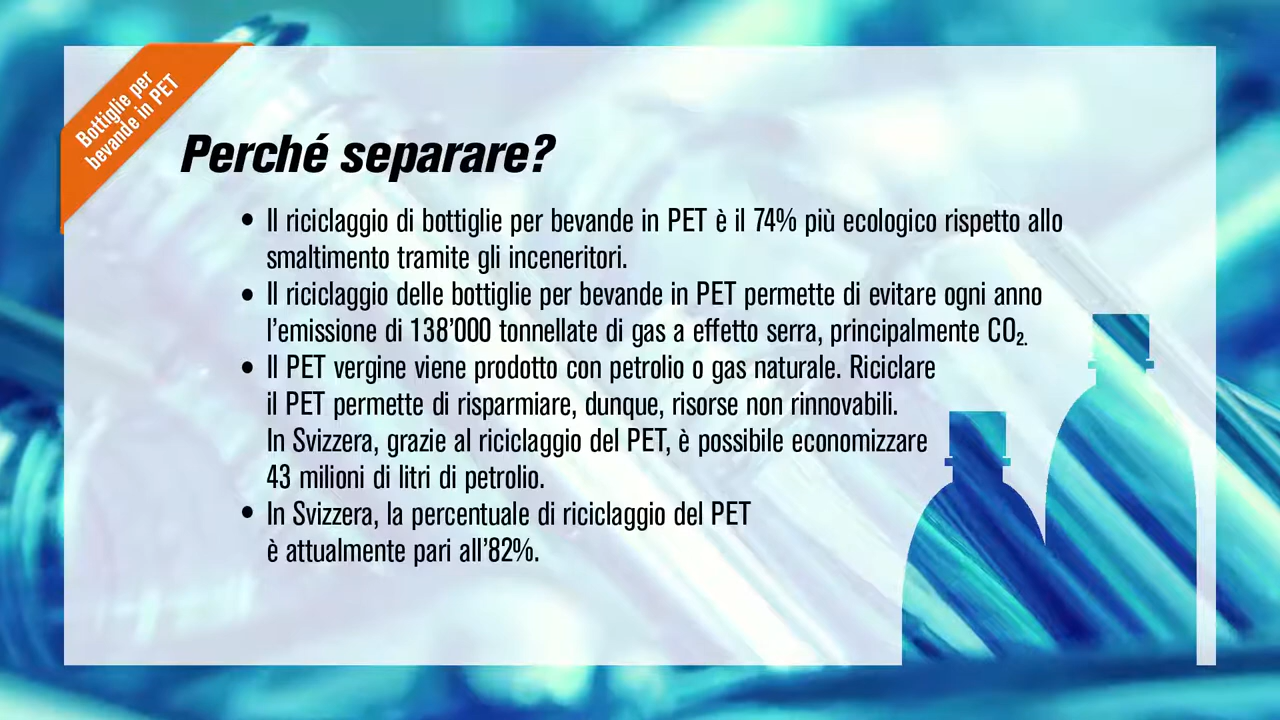 Bottiglie per
bevande in PET
Perché separare?
• Il riciclaggio di bottiglie per bevande in PET è il 74% più ecologico rispetto allo
smaltimento tramite gli inceneritori.
• Il riciclaggio delle bottiglie per bevande in PET permette di evitare ogni anno
l’emissione di 138’000 tonnellate di gas a effetto serra, principalmente CO₂.
• Il PET vergine viene prodotto con petrolio o gas naturale. Riciclare
il PET permette di risparmiare, dunque, risorse non rinnovabili.
In Svizzera, grazie al riciclaggio del PET, è possibile economizzare
43 milioni di litri di petrolio.
• In Svizzera, la percentuale di riciclaggio del PET
è attualmente pari all’82%.